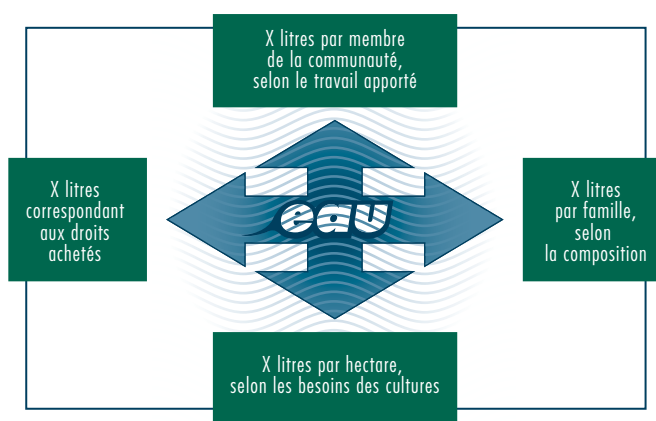 X litres par membre
de la communauté,
selon le travail apporté
X litres
correspondant
aux droits
achetés
eau
X litres
par famille,
selon
la composition
X litres par hectare,
selon les besoins des cultures